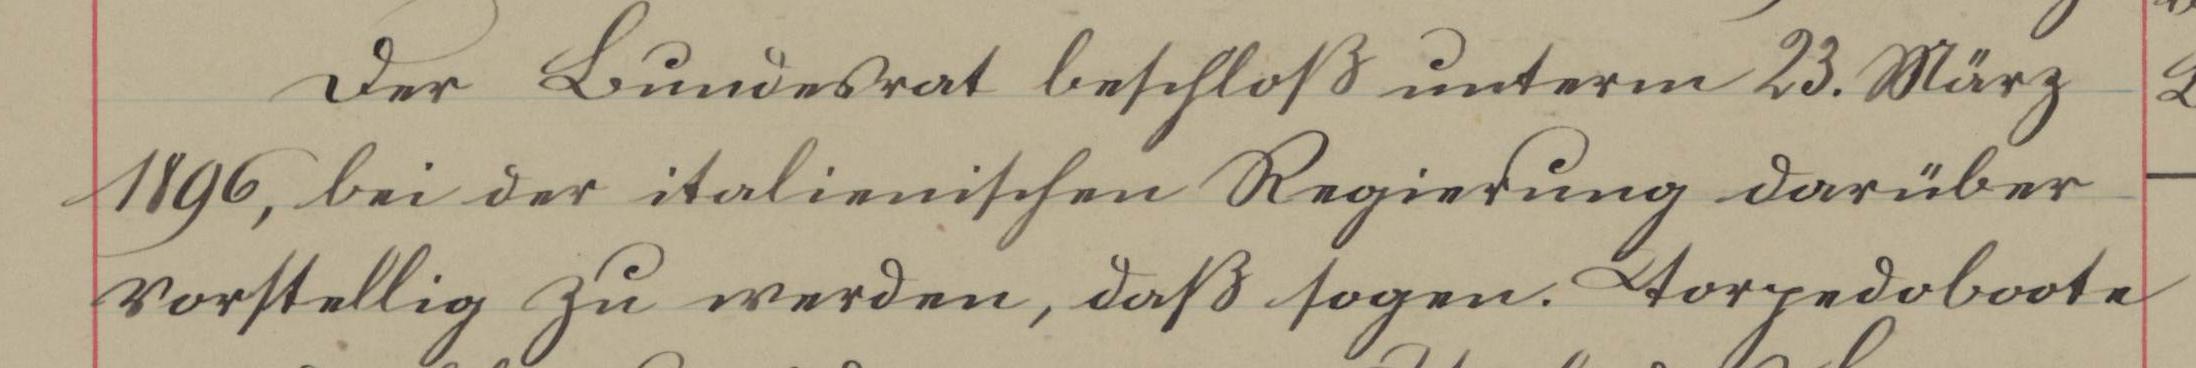 Der Bundesrat beschloß unterm 23. März
1896, bei der italienischen Regierung darüber
vorstellig zu werden, daß sogen. Torpedoboote